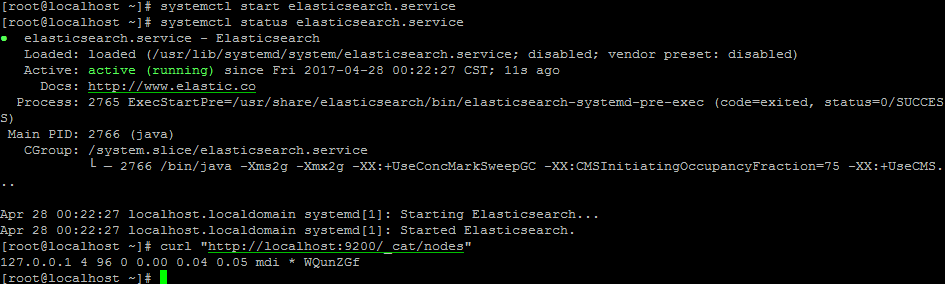 [root@localhost ~]# systemctl start elasticsearch.service
[root@localhost ~]# systemctl status elasticsearch.service
● elasticsearch.service - Elasticsearch
   Loaded: loaded (/usr/lib/systemd/system/elasticsearch.service; disabled; vendor preset: disabled)
   Active: active (running) since Fri 2017-04-28 00:22:27 CST; 11s ago
     Docs: http://www.elastic.co
  Process: 2765 ExecStartPre=/usr/share/elasticsearch/bin/elasticsearch-systemd-pre-exec (code=exited, status=0/SUCCES
S)
 Main PID: 2766 (java)
   CGroup: /system.slice/elasticsearch.service
           └─ 2766 /bin/java -Xms2g -Xmx2g -XX:+UseConcMarkSweepGC -XX:CMSInitiatingOccupancyFraction=75 -XX:+UseCMS.
..
Apr 28 00:22:27 localhost.localdomain systemd[1]: Starting Elasticsearch...
Apr 28 00:22:27 localhost.localdomain systemd[1]: Started Elasticsearch.
[root@localhost ~]# curl "http://localhost:9200/_cat/nodes"
127.0.0.1 4 96 0 0.00 0.04 0.05 mdi * WQunZGf
[root@localhost ~]#